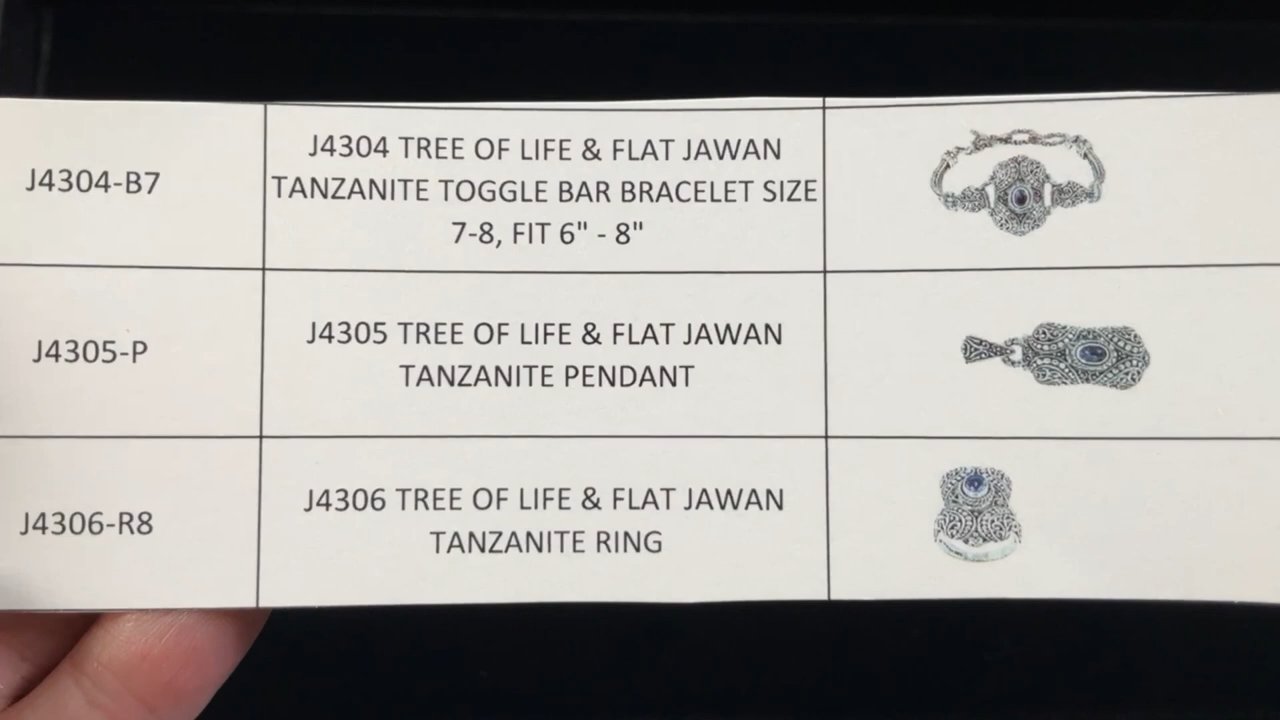 J4304-B7
J4304 TREE OF LIFE & FLAT JAWAN
TANZANITE TOGGLE BAR BRACELET SIZE
7-8, FIT 6" - 8"
J4305-P
J4305 TREE OF LIFE & FLAT JAWAN
TANZANITE PENDANT
J4306-R8
J4306 TREE OF LIFE & FLAT JAWAN
TANZANITE RING